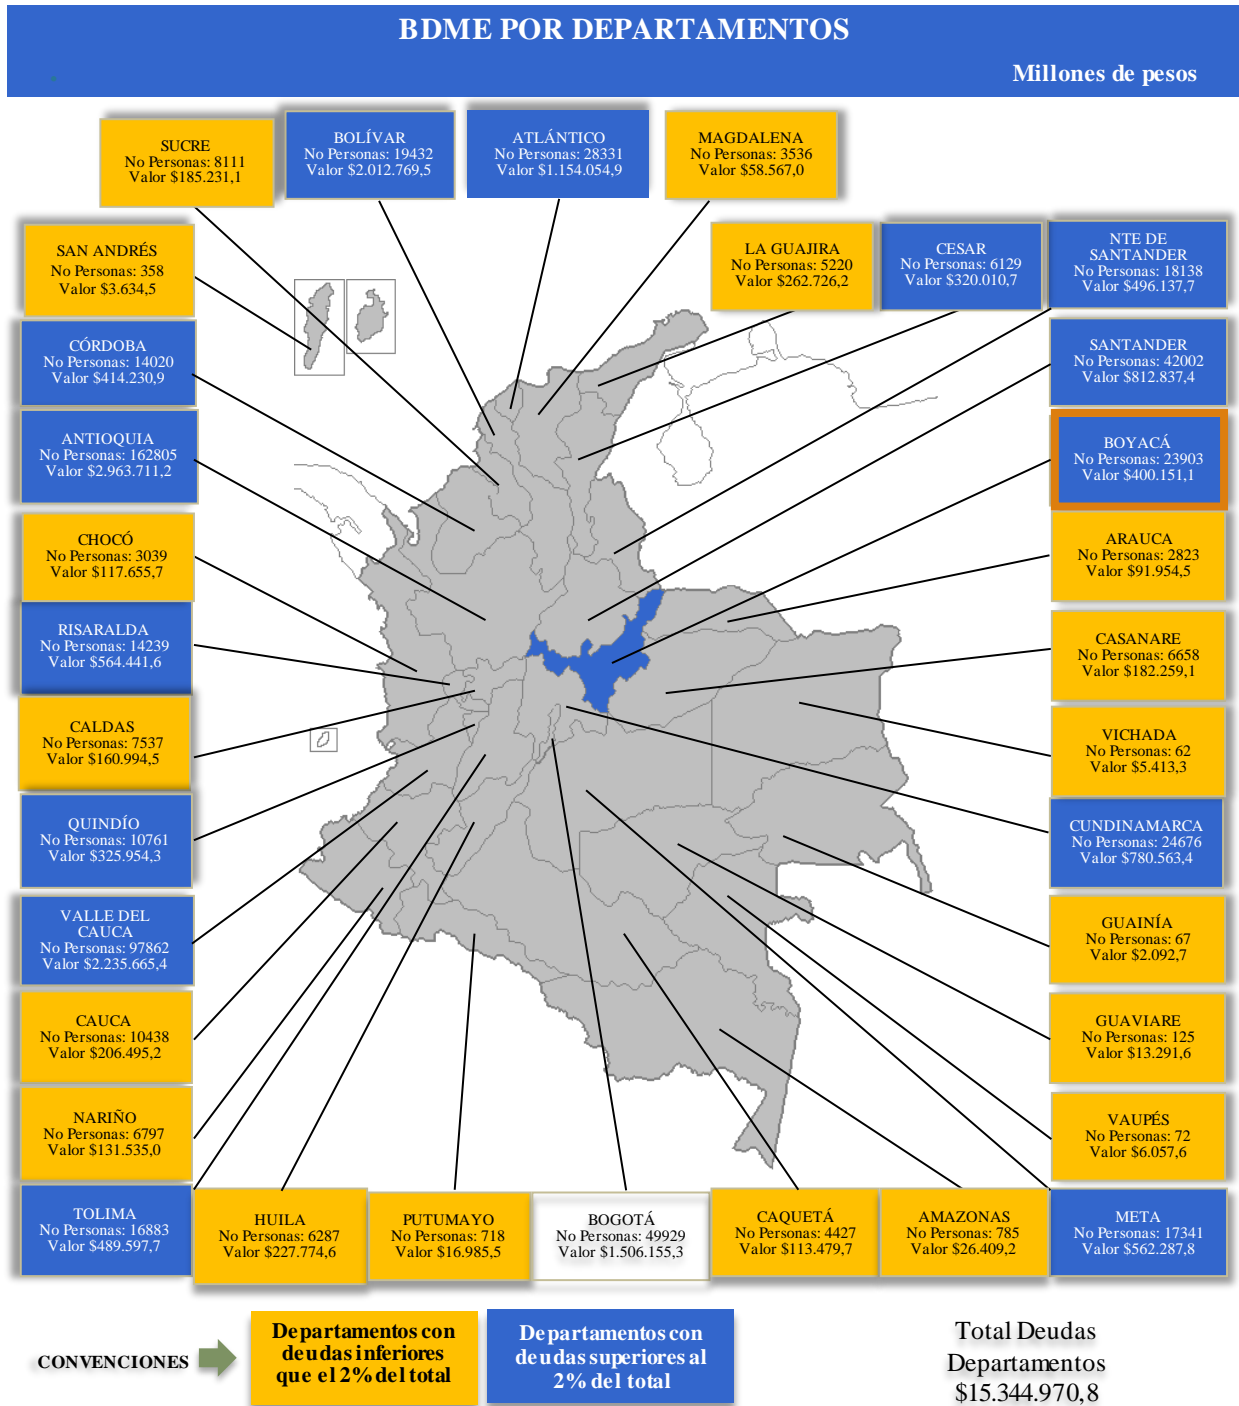 BDME POR DEPARTAMENTOS
Millones de pesos
SUCRE
No Personas: 8111
Valor $185.231,1
BOLÍVAR
No Personas: 19432
Valor $2.012.769,5
ATLÁNTICO
No Personas: 28331
Valor $1.154.054,9
MAGDALENA
No Personas: 3536
Valor $58.567,0
SAN ANDRÉS
No Personas: 358
Valor $3.634,5
LA GUAJIRA
No Personas: 5220
Valor $262.726,2
CESAR
No Personas: 6129
Valor $320.010,7
NTE DE
SANTANDER
No Personas: 18138
Valor $496.137,7
CÓRDOBA
No Personas: 14020
Valor $414.230,9
SANTANDER
No Personas: 42002
Valor $812.837,4
ANTIOQUIA
No Personas: 162805
Valor $2.963.711,2
BOYACÁ
No Personas: 23903
Valor $400.151,1
CHOCÓ
No Personas: 3039
Valor $117.655,7
ARAUCA
No Personas: 2823
Valor $91.954,5
RISARALDA
No Personas: 14239
Valor $564.441,6
CASANARE
No Personas: 6658
Valor $182.259,1
CALDAS
No Personas: 7537
Valor $160.994,5
VICHADA
No Personas: 62
Valor $5.413,3
QUINDÍO
No Personas: 10761
Valor $325.954,3
CUNDINAMARCA
No Personas: 24676
Valor $780.563,4
VALLE DEL
CAUCA
No Personas: 97862
Valor $2.235.665,4
GUAINÍA
No Personas: 67
Valor $2.092,7
CAUCA
No Personas: 10438
Valor $206.495,2
GUAVIARE
No Personas: 125
Valor $13.291,6
NARIÑO
No Personas: 6797
Valor $131.535,0
VAUPÉS
No Personas: 72
Valor $6.057,6
TOLIMA
No Personas: 16883
Valor $489.597,7
HUILA
No Personas: 6287
Valor $227.774,6
PUTUMAYO
No Personas: 718
Valor $16.985,5
BOGOTÁ
No Personas: 49929
Valor $1.506.155,3
CAQUETÁ
No Personas: 4427
Valor $113.479,7
AMAZONAS
No Personas: 785
Valor $26.409,2
META
No Personas: 17341
Valor $562.287,8
CONVENCIONES
Departamentos con
deudas inferiores
que el 2% del total
Departamentos con
deudas superiores al
2% del total
Total Deudas
Departamentos
$15.344.970,8